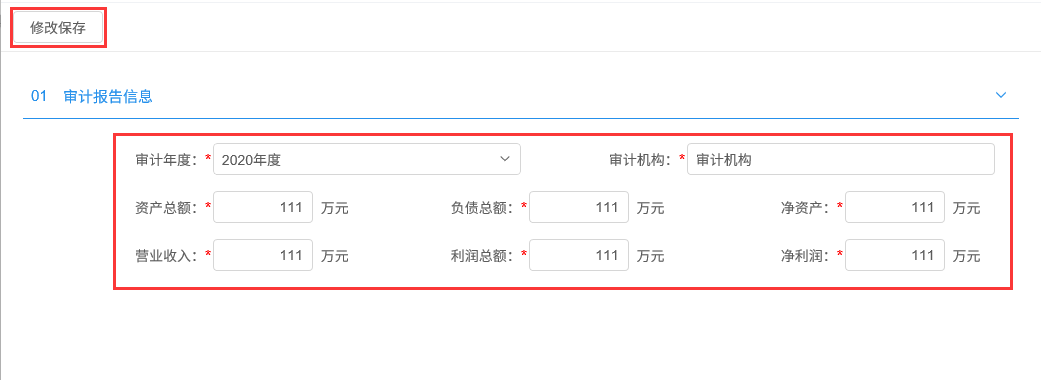 修改保存
01 审计报告信息
审计年度：*2020年度 审计机构：*审计机构
资产总额：*111 万元 负债总额：*111 万元 净资产：*111 万元
营业收入：*111 万元 利润总额：*111 万元 净利润：*111 万元